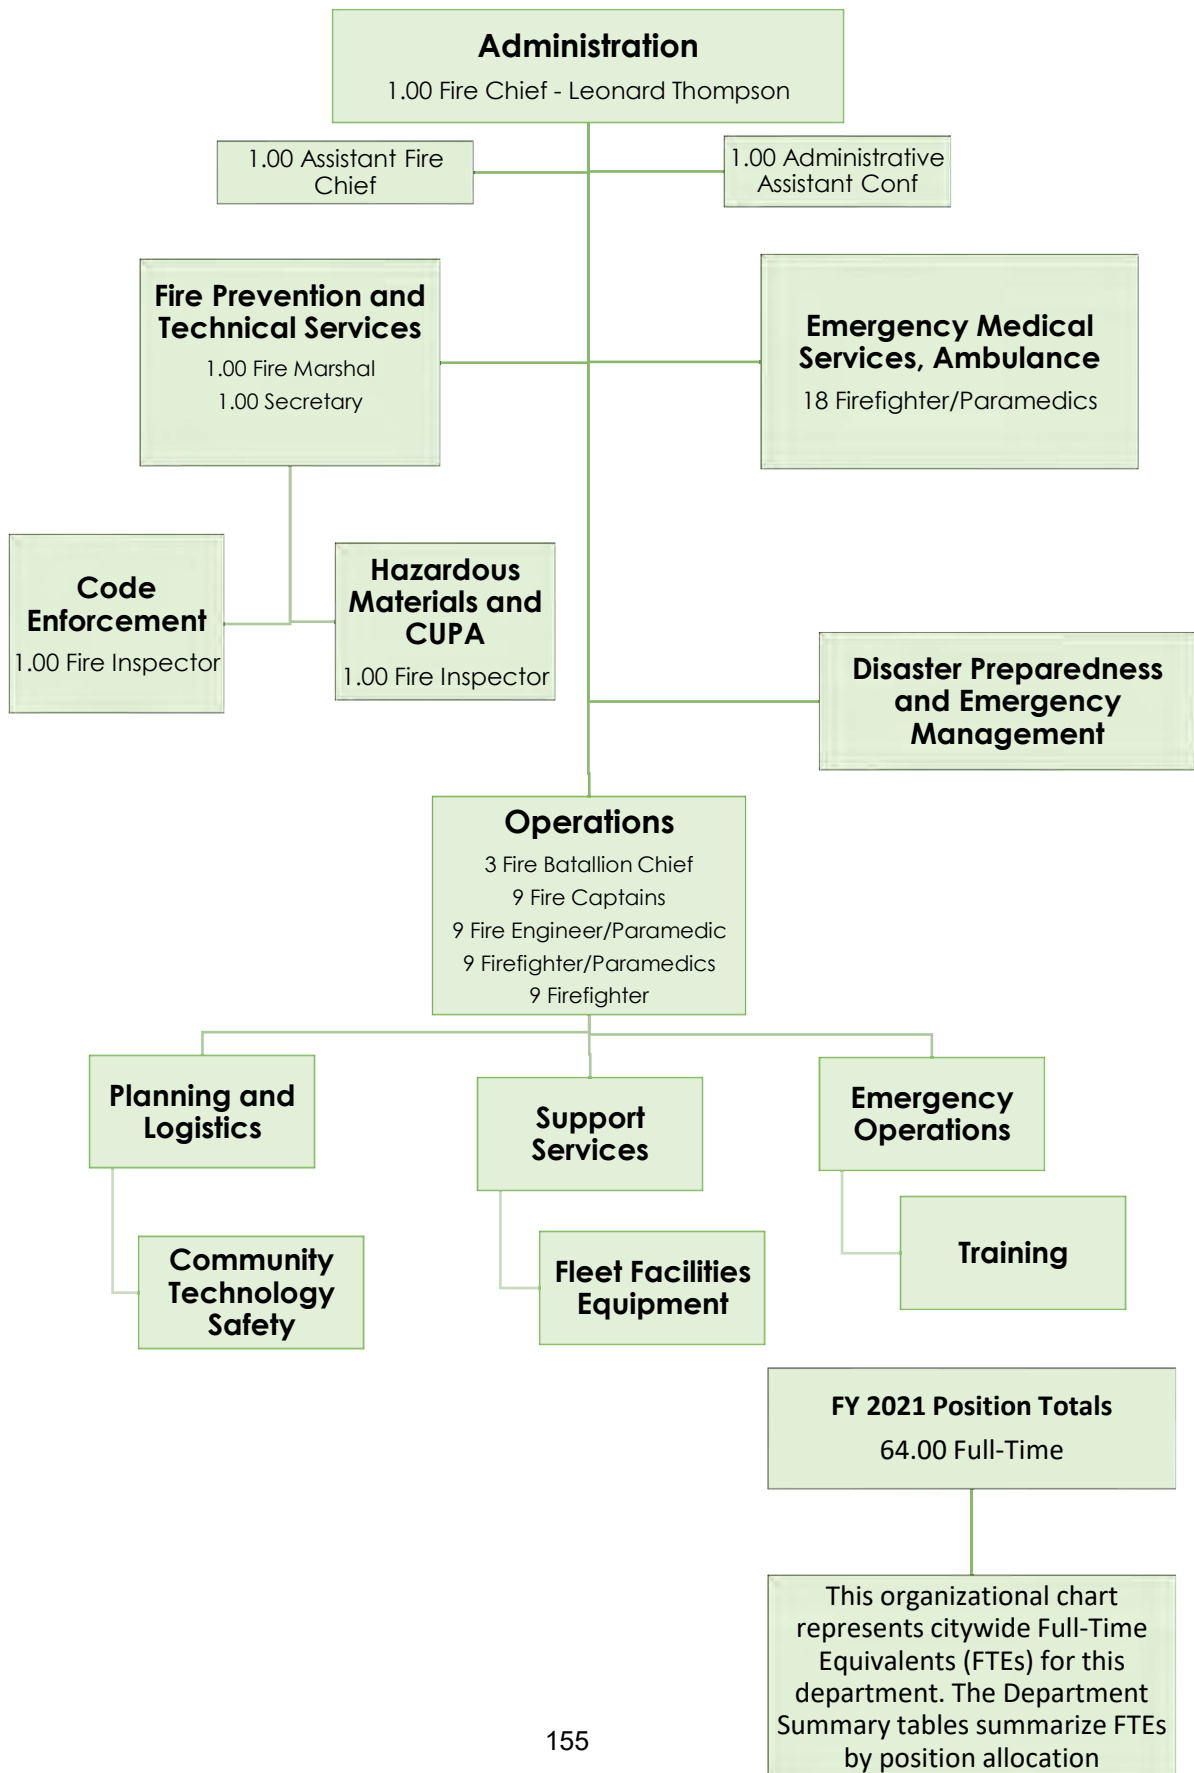 Administration
1.00 Fire Chief - Leonard Thompson
1.00 Assistant Fire
Chief
1.00 Administrative
Assistant Conf
Fire Prevention and
Technical Services
1.00 Fire Marshal
1.00 Secretary
Emergency Medical
Services, Ambulance
18 Firefighter/Paramedics
Code
Enforcement
1.00 Fire Inspector
Hazardous
Materials and
CUPA
1.00 Fire Inspector
Disaster Preparedness
and Emergency
Management
Operations
3 Fire Batallion Chief
9 Fire Captains
9 Fire Engineer/Paramedic
9 Firefighter/Paramedics
9 Firefighter
Planning and
Logistics
Support
Services
Emergency
Operations
Community
Technology
Safety
Fleet Facilities
Equipment
Training
FY 2021 Position Totals
64.00 Full-Time
This organizational chart
represents citywide Full-Time
Equivalents (FTEs) for this
department. The Department
Summary tables summarize FTEs
by position allocation
155